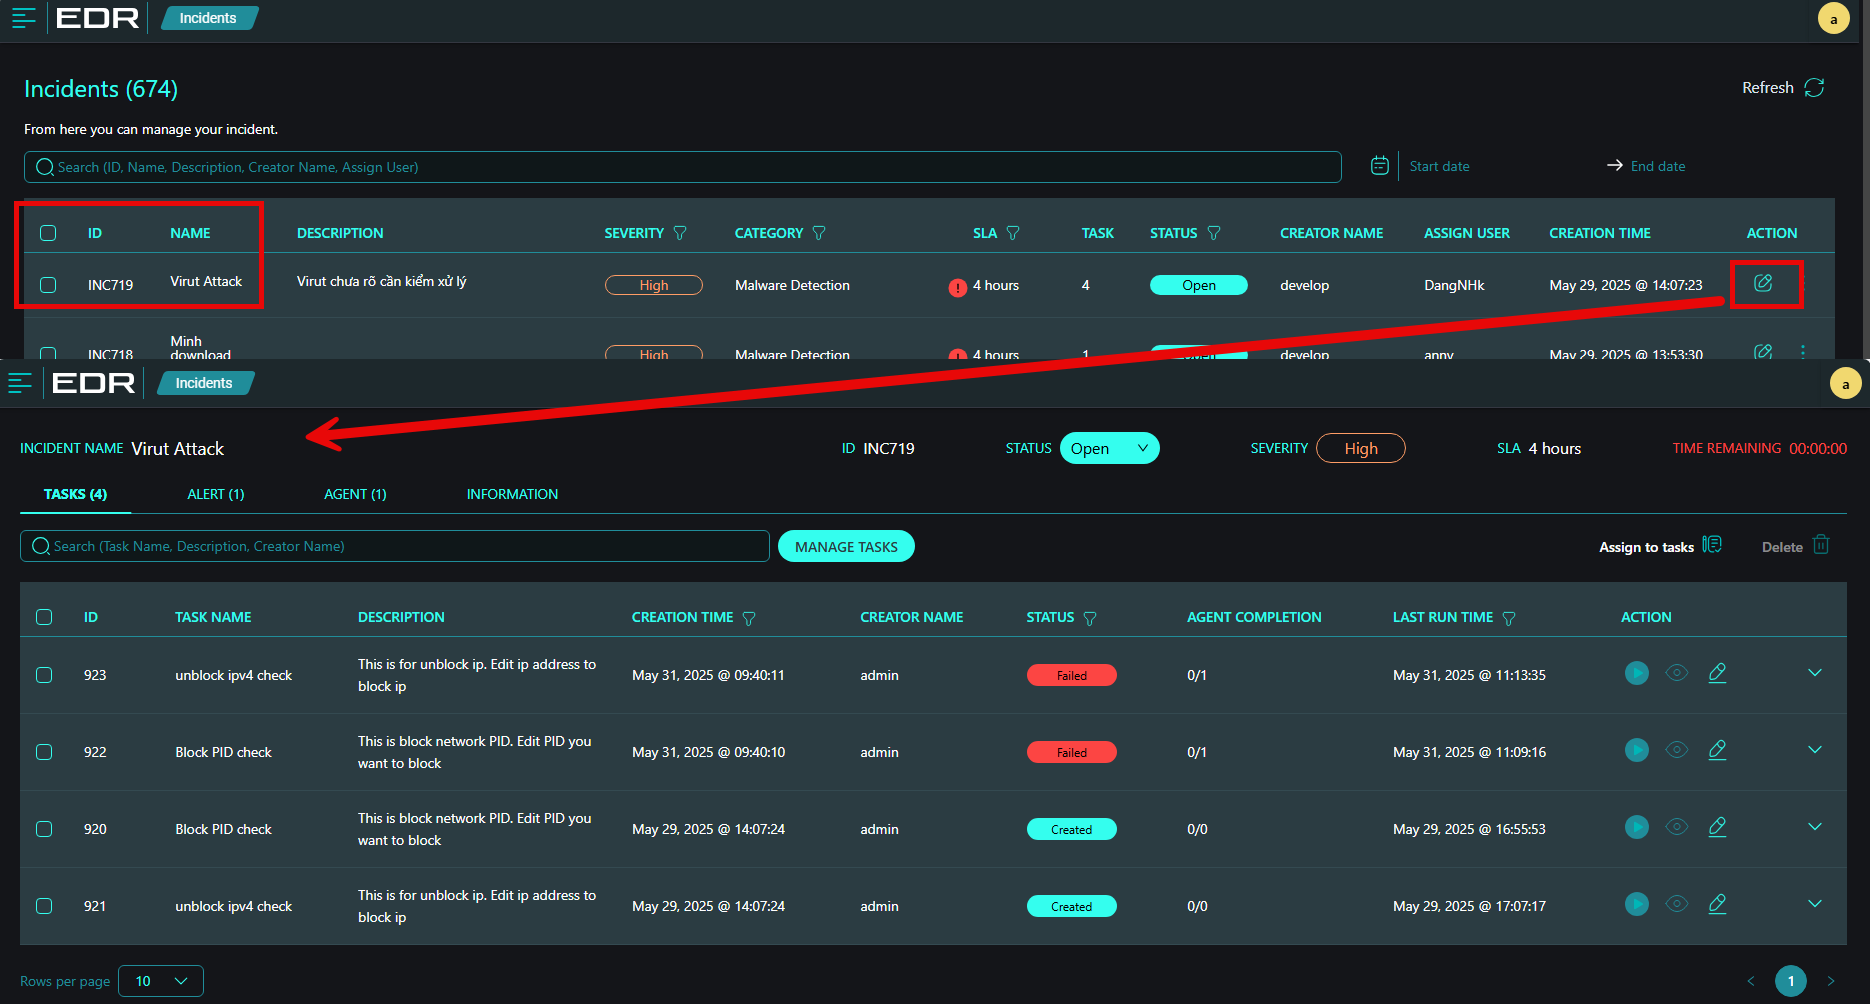 EDR
Incidents
a
Incidents (674)
Refresh
From here you can manage your incident.
Search (ID, Name, Description, Creator Name, Assign User)
Start date
End date
ID NAME DESCRIPTION SEVERITY CATEGORY SLA TASK STATUS CREATOR NAME ASSIGN USER CREATION TIME ACTION
INC719 Virut Attack Virut chưa rõ cần kiểm xử lý High Malware Detection 4 hours 4 Open develop DangNHk May 29, 2025 @ 14:07:23
INC718 Minh download High Malware Detection 4 hours 1 Open develop anny May 29, 2025 @ 13:53:30
EDR
Incidents
a
INCIDENT NAME Virut Attack ID INC719 STATUS Open SEVERITY High SLA 4 hours TIME REMAINING 00:00:00
TASKS (4) ALERT (1) AGENT (1) INFORMATION
Search (Task Name, Description, Creator Name) MANAGE TASKS Assign to tasks Delete
ID TASK NAME DESCRIPTION CREATION TIME CREATOR NAME STATUS AGENT COMPLETION LAST RUN TIME ACTION
923 unblock ipv4 check This is for unblock ip. Edit ip address to block ip May 31, 2025 @ 09:40:11 admin Failed 0/1 May 31, 2025 @ 11:13:35
922 Block PID check This is block network PID. Edit PID you want to block May 31, 2025 @ 09:40:10 admin Failed 0/1 May 31, 2025 @ 11:09:16
920 Block PID check This is block network PID. Edit PID you want to block May 29, 2025 @ 14:07:24 admin Created 0/0 May 29, 2025 @ 16:55:53
921 unblock ipv4 check This is for unblock ip. Edit ip address to block ip May 29, 2025 @ 14:07:24 admin Created 0/0 May 29, 2025 @ 17:07:17
Rows per page 10
1